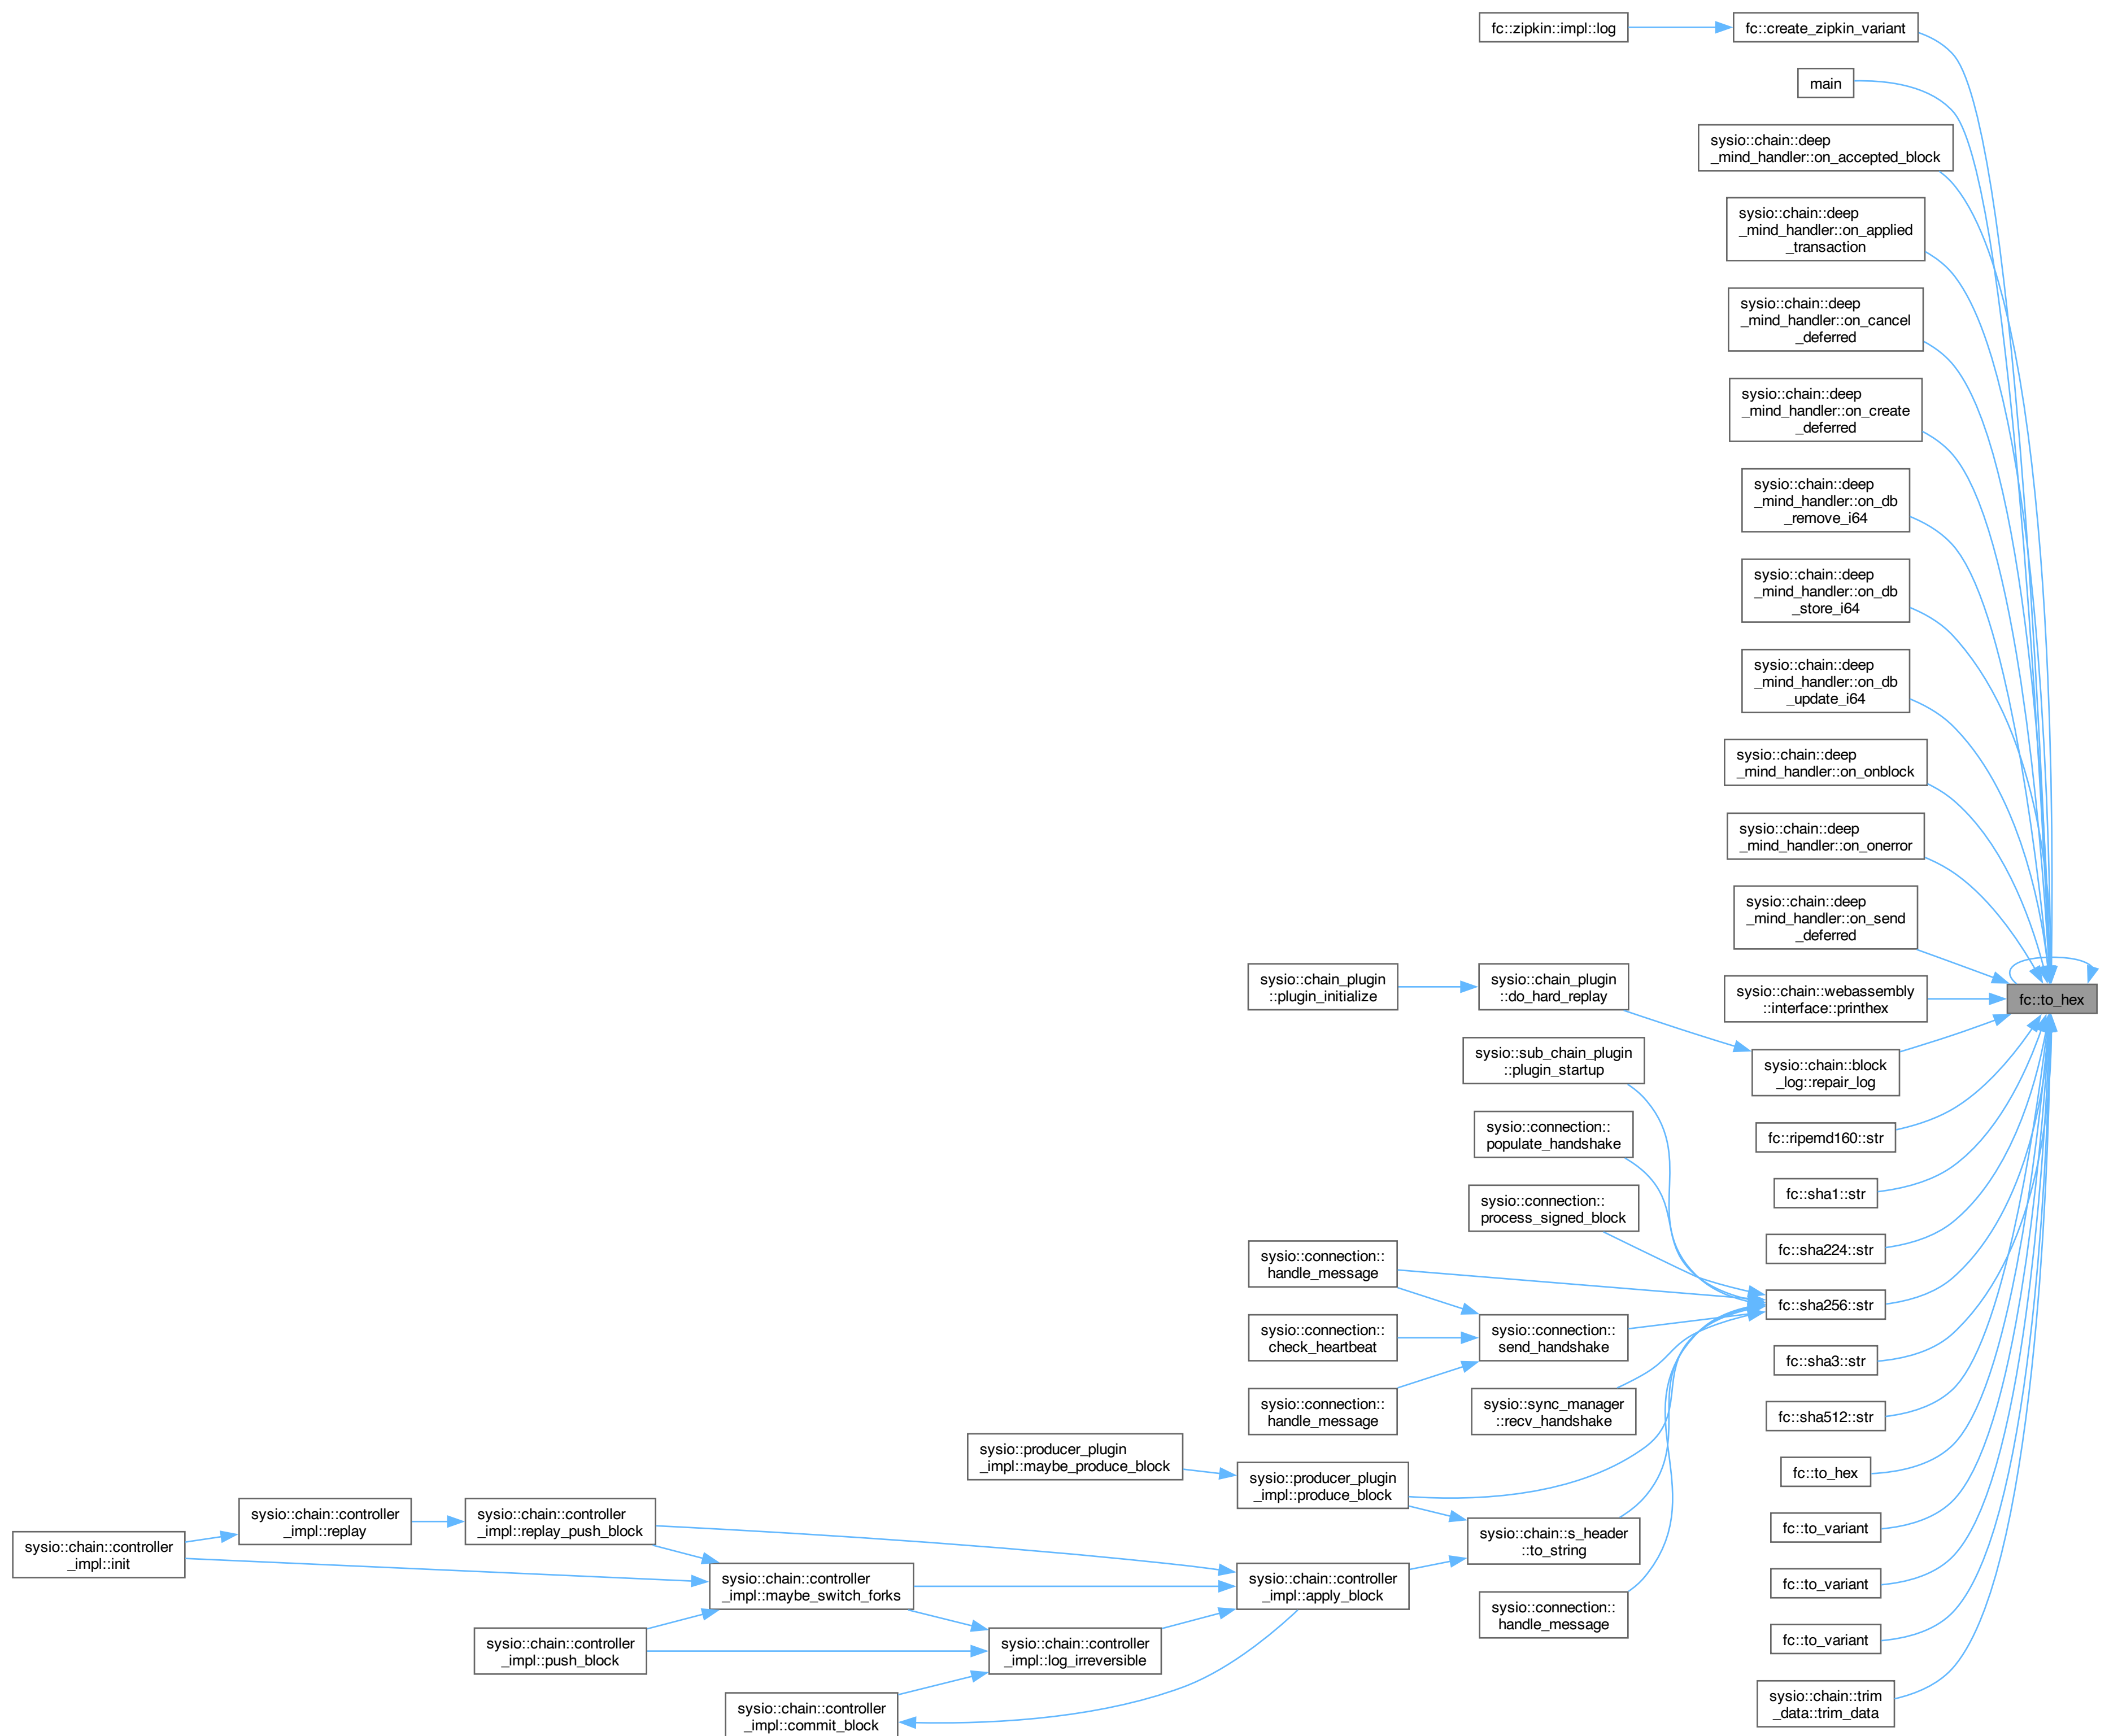 fc::zipkin::impl::log
fc::create_zipkin_variant
main
sysio::chain::deep
_mind_handler::on_accepted_block
sysio::chain::deep
_mind_handler::on_applied
_transaction
sysio::chain::deep
_mind_handler::on_cancel
_deferred
sysio::chain::deep
_mind_handler::on_create
_deferred
sysio::chain::deep
_mind_handler::on_db
_remove_i64
sysio::chain::deep
_mind_handler::on_db
_store_i64
sysio::chain::deep
_mind_handler::on_db
_update_i64
sysio::chain::deep
_mind_handler::on_onblock
sysio::chain::deep
_mind_handler::on_onerror
sysio::chain::deep
_mind_handler::on_send
_deferred
sysio::chain_plugin
::plugin_initialize
sysio::chain_plugin
::do_hard_replay
sysio::chain::webassembly
::interface::printhex
fc::to_hex
sysio::sub_chain_plugin
::plugin_startup
sysio::chain::block
_log::repair_log
sysio::connection::
populate_handshake
fc::ripemd160::str
sysio::connection::
process_signed_block
fc::sha1::str
sysio::connection::
handle_message
fc::sha224::str
sysio::connection::
check_heartbeat
sysio::connection::
send_handshake
fc::sha256::str
fc::sha3::str
sysio::connection::
handle_message
sysio::sync_manager
::recv_handshake
fc::sha512::str
sysio::producer_plugin
_impl::maybe_produce_block
sysio::producer_plugin
_impl::produce_block
fc::to_hex
sysio::chain::controller
_impl::init
sysio::chain::controller
_impl::replay
sysio::chain::controller
_impl::replay_push_block
sysio::chain::s_header
::to_string
fc::to_variant
sysio::chain::controller
_impl::maybe_switch_forks
sysio::chain::controller
_impl::apply_block
fc::to_variant
sysio::connection::
handle_message
sysio::chain::controller
_impl::push_block
sysio::chain::controller
_impl::log_irreversible
fc::to_variant
sysio::chain::controller
_impl::commit_block
sysio::chain::trim
_data::trim_data